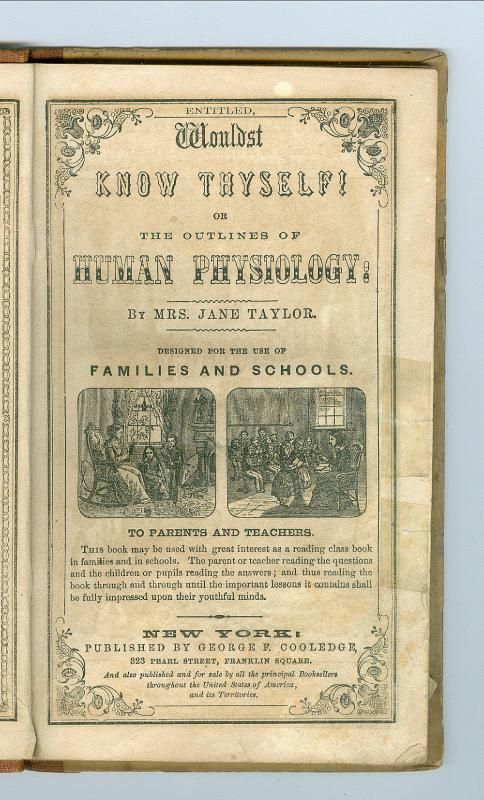 ENTITLED,
Wouldst
KNOW THYSELF!
OR
THE OUTLINES OF
HUMAN PHYSIOLOGY:
BY MRS. JANE TAYLOR.
DESIGNED FOR THE USE OF
FAMILIES AND SCHOOLS.
TO PARENTS AND TEACHERS.
THIS book may be used with great interest as a reading class book
in families and in schools. The parent or teacher reading the questions
and the children or pupils reading the answers; and thus reading the
book through and through until the important lessons it contains shall
be fully impressed upon their youthful minds.
NEW YORK:
PUBLISHED BY GEORGE F. COOLEDGE,
323 PEARL STREET, FRANKLIN SQUARE,
And also published and for sale by all the principal Booksellers
throughout the United States of America,
and its Territories.